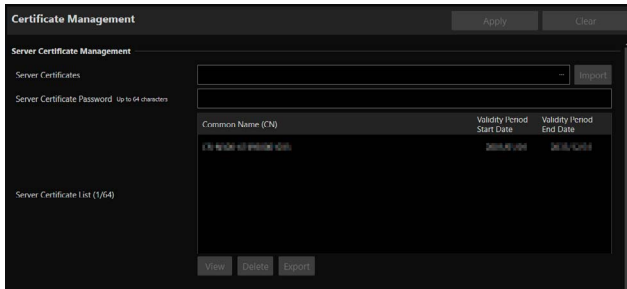 Certificate Management
Apply
Clear
Server Certificate Management
Server Certificates
...
Import
Server Certificate Password Up to 64 characters
Common Name (CN)
Validity Period Start Date
Validity Period End Date
Server Certificate List (1/64)
View
Delete
Export